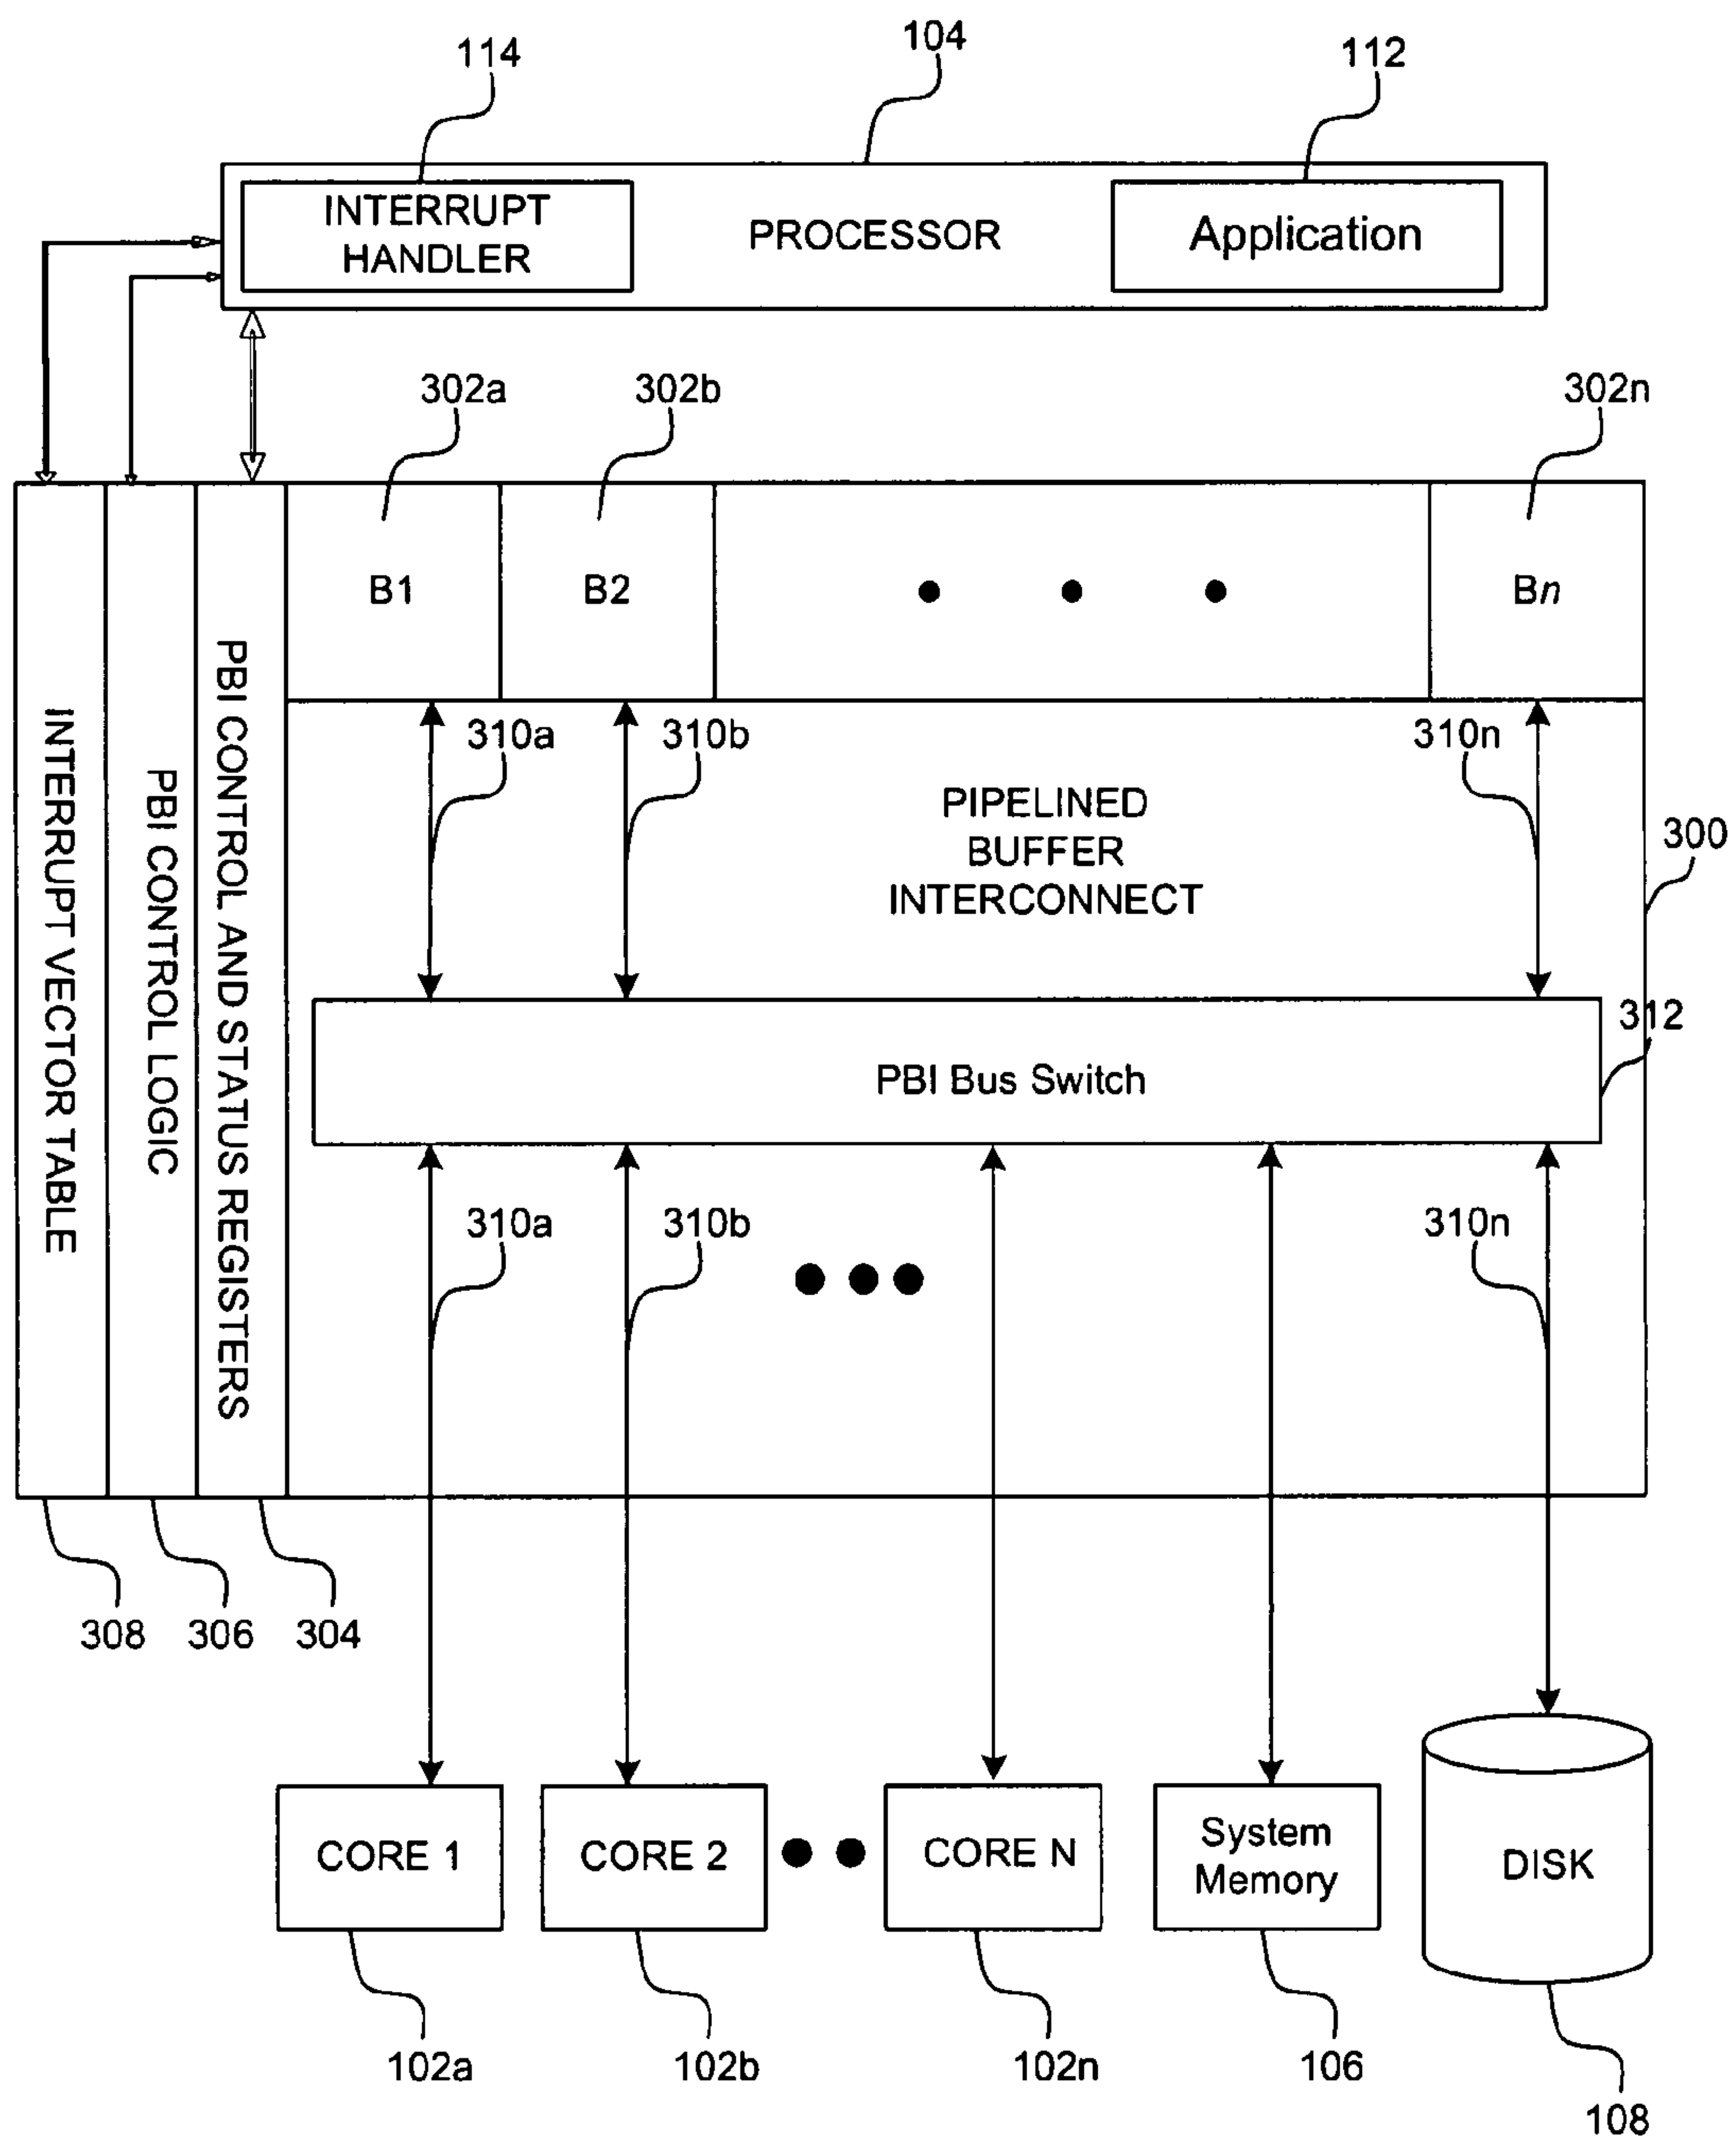 104
114
112
INTERRUPT
HANDLER
PROCESSOR
Application
302a
302b
302n
B1
B2
Bn
310a
310b
310n
PIPELINED
BUFFER
INTERCONNECT
300
312
PBI Bus Switch
INTERRUPT VECTOR TABLE
PBI CONTROL LOGIC
PBI CONTROL AND STATUS REGISTERS
310a
310b
310n
308
306
304
CORE 1
CORE 2
CORE N
System
Memory
DISK
102a
102b
102n
106
108